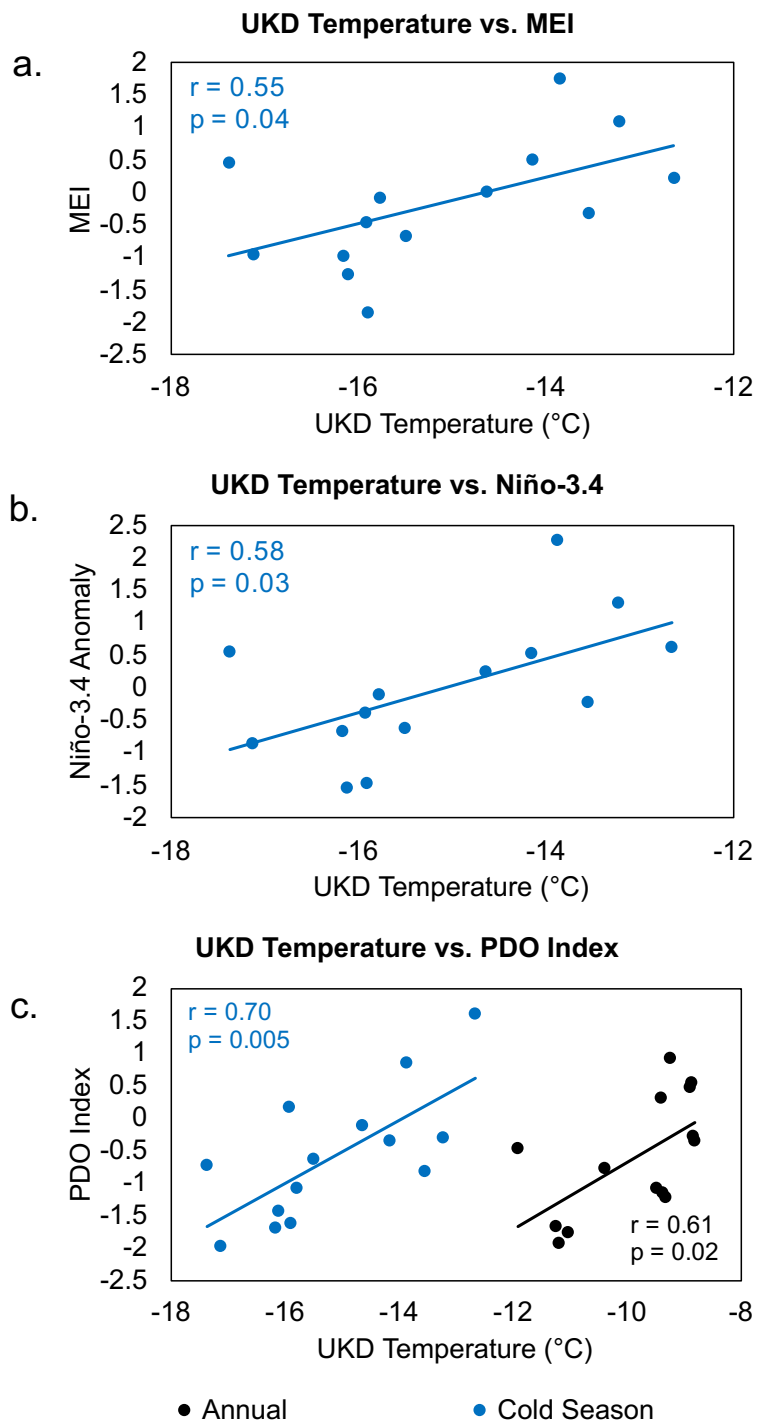 UKD Temperature vs. MEI
a.
r = 0.55
p = 0.04
MEI
2
1.5
1
0.5
0
-0.5
-1
-1.5
-2
-2.5
-18 -16 -14 -12
UKD Temperature (°C)
UKD Temperature vs. Niño-3.4
b.
r = 0.58
p = 0.03
Niño-3.4 Anomaly
2.5
2
1.5
1
0.5
0
-0.5
-1
-1.5
-2
-18 -16 -14 -12
UKD Temperature (°C)
UKD Temperature vs. PDO Index
c.
r = 0.70
p = 0.005
PDO Index
2
1.5
1
0.5
0
-0.5
-1
-1.5
-2
-2.5
r = 0.61
p = 0.02
-18 -16 -14 -12 -10 -8
UKD Temperature (°C)
Annual Cold Season